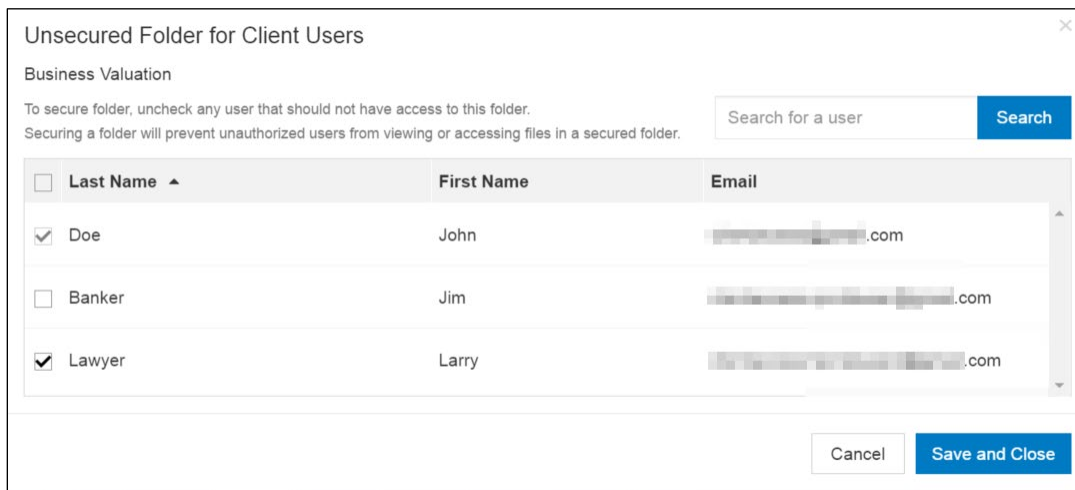 Unsecured Folder for Client Users
Business Valuation
To secure folder, uncheck any user that should not have access to this folder.
Securing a folder will prevent unauthorized users from viewing or accessing files in a secured folder.
Search for a user Search
Last Name First Name Email
Doe John .com
Banker Jim .com
Lawyer Larry .com
Cancel Save and Close